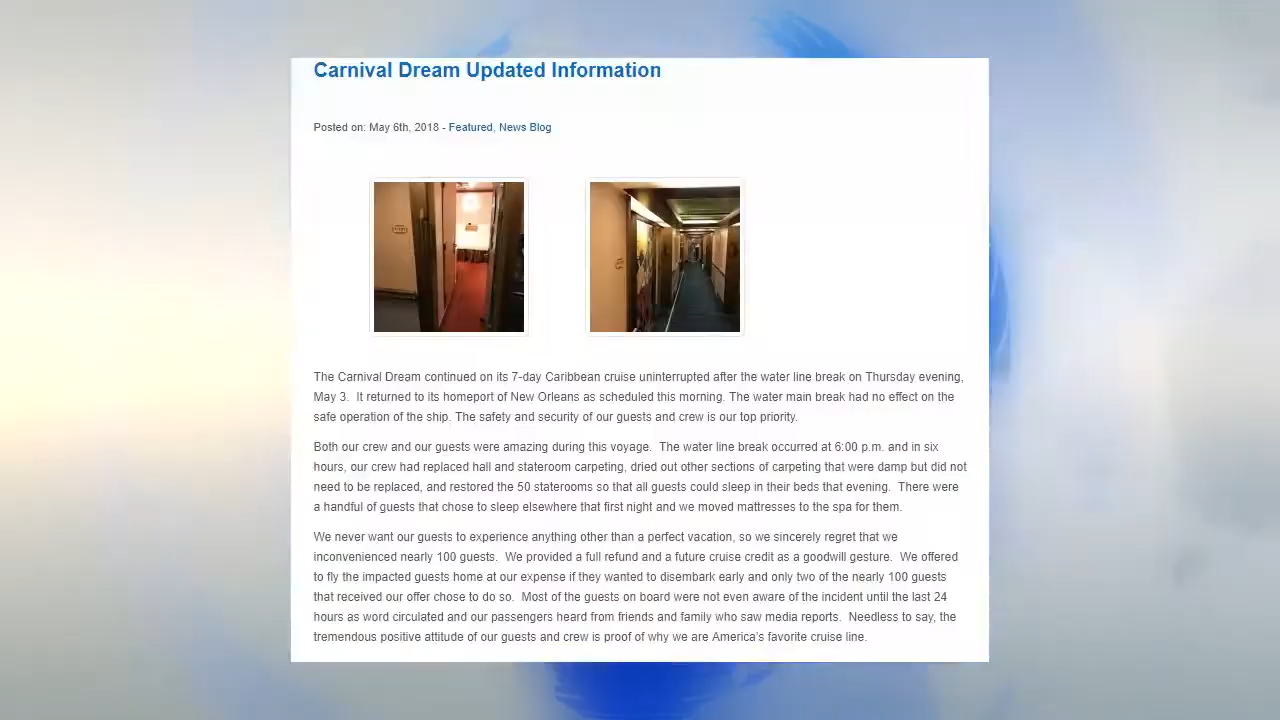 Carnival Dream Updated Information
Posted on: May 6th, 2018 - Featured, News Blog
The Carnival Dream continued on its 7-day Caribbean cruise uninterrupted after the water line break on Thursday evening,
May 3.  It returned to its homeport of New Orleans as scheduled this morning. The water main break had no effect on the
safe operation of the ship. The safety and security of our guests and crew is our top priority.
Both our crew and our guests were amazing during this voyage.  The water line break occurred at 6:00 p.m. and in six
hours, our crew had replaced hall and stateroom carpeting, dried out other sections of carpeting that were damp but did not
need to be replaced, and restored the 50 staterooms so that all guests could sleep in their beds that evening.  There were
a handful of guests that chose to sleep elsewhere that first night and we moved mattresses to the spa for them.
We never want our guests to experience anything other than a perfect vacation, so we sincerely regret that we
inconvenienced nearly 100 guests.  We provided a full refund and a future cruise credit as a goodwill gesture.  We offered
to fly the impacted guests home at our expense if they wanted to disembark early and only two of the nearly 100 guests
that received our offer chose to do so.  Most of the guests on board were not even aware of the incident until the last 24
hours as word circulated and our passengers heard from friends and family who saw media reports.  Needless to say, the
tremendous positive attitude of our guests and crew is proof of why we are America's favorite cruise line.